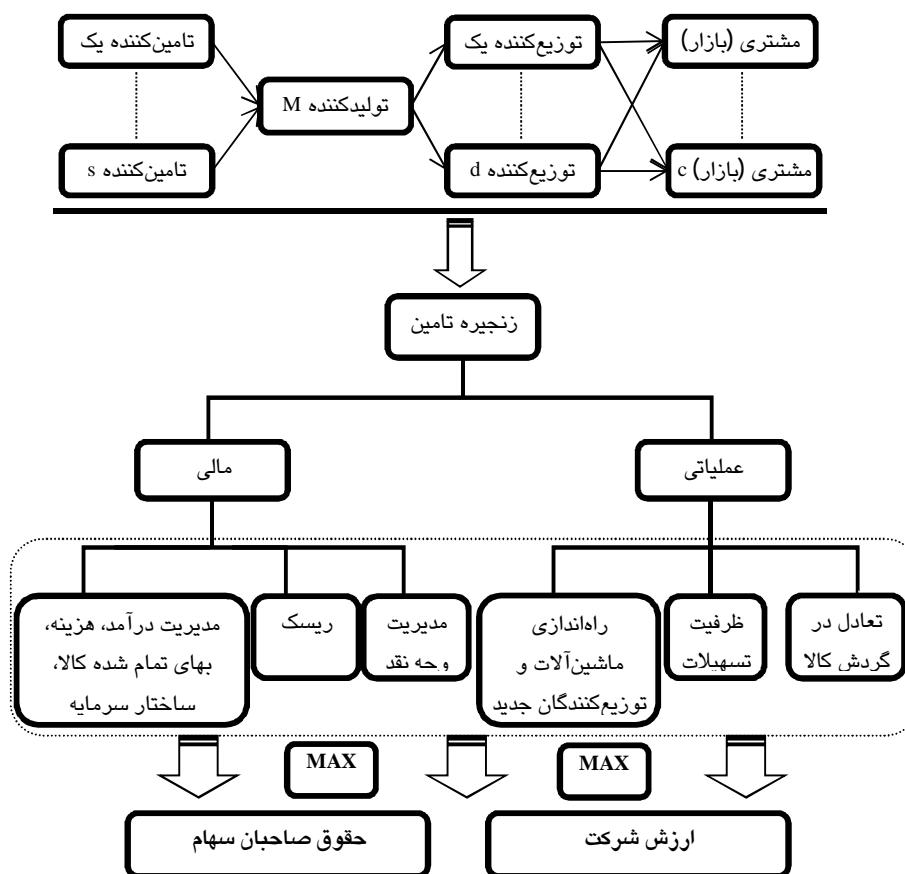 تامین‌کننده یک
توزیع‌کننده یک
مشتری (بازار)
تولیدکننده M
تامین‌کننده s
توزیع‌کننده d
مشتری (بازار) c
زنجیره تامین
عملیاتی
مالی
تعادل در
گردش کالا
ظرفیت
تسهیلات
راه‌اندازی
ماشین‌آلات و
توزیع‌کنندگان جدید
مدیریت
وجه نقد
ریسک
مدیریت درآمد، هزینه،
بهای تمام شده کالا،
ساختار سرمایه
MAX
MAX
ارزش شرکت
حقوق صاحبان سهام